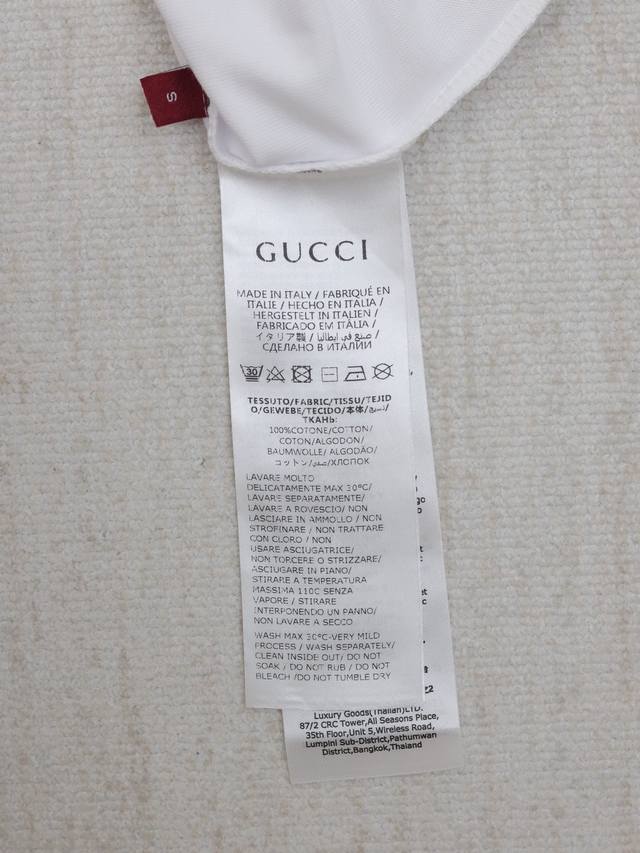 S
GUCCI
MADE IN ITALY / FABRIQUÉ EN
ITALIE / HECHO EN ITALIA /
HERGESTELT IN ITALIEN /
FABRICADO EM ITÁLIA /
イタリア製 / صنع في ايطاليا /
СДЕЛАНО В ИТАЛИИ
30
TESSUTO/FABRIC/TISSU/TEJID
O/GEWEBE/TECIDO/本体/نسيج/
ТКАНЬ:
100%COTONE/COTTON/
COTON/ALGODON/
BAUMWOLLE/ ALGODÃO/
コットン/صفي/ХЛОПОК
LAVARE MOLTO
DELICATAMENTE MAX 30°C/
LAVARE SEPARATAMENTE/
LAVARE A ROVESCIO/ NON
LASCIARE IN AMMOLLO / NON
STROFINARE / NON TRATTARE
CON CLORO / NON
USARE ASCIUGATRICE/
NON TORCERE O STRIZZARE/
ASCIUGARE IN PIANO/
STIRARE A TEMPERATURA
MASSIMA 110C SENZA
VAPORE / STIRARE
INTERPONENDO UN PANNO/
NON LAVARE A SECCO
WASH MAX 30°C-VERY MILD
PROCESS / WASH SEPARATELY/
CLEAN INSIDE OUT/ DO NOT
SOAK / DO NOT RUB / DO NOT
BLEACH /DO NOT TUMBLE DRY
Luxury Goods(Thailan)LTD.
87/2 CRC Tower,All Seasons Place,
35th Floor,Unit 5,Wireless Road,
Lumpini Sub-District,Pathumwan
District,Bangkok,Thailand